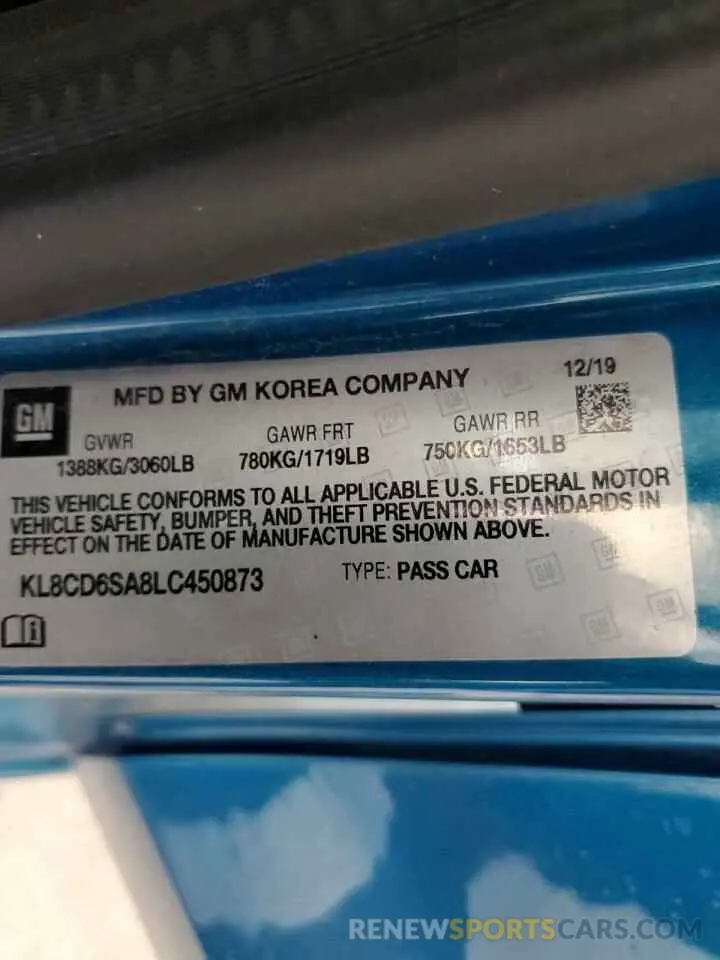 MFD BY GM KOREA COMPANY 12/19
GM
GVWR GAWR FRT GAWR RR
1388KG/3060LB 780KG/1719LB 750KG/1653LB
THIS VEHICLE CONFORMS TO ALL APPLICABLE U.S. FEDERAL MOTOR
VEHICLE SAFETY, BUMPER, AND THEFT PREVENTION STANDARDS IN
EFFECT ON THE DATE OF MANUFACTURE SHOWN ABOVE.
KL8CD6SA8LC450873 TYPE: PASS CAR
RENEWSPORTSCARS.COM